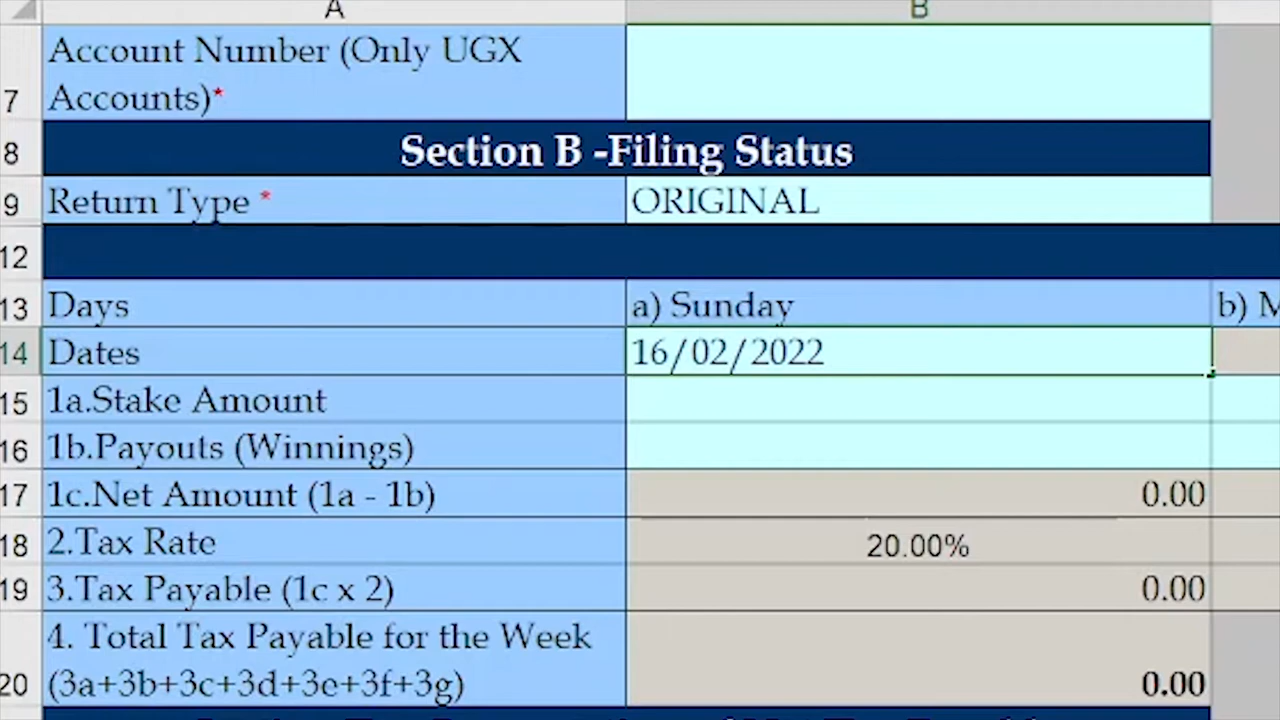 A B
7 Account Number (Only UGX
Accounts)*
8 Section B -Filing Status
9 Return Type * ORIGINAL
12
13 Days a) Sunday b) M
14 Dates 16/02/2022
15 1a.Stake Amount
16 1b.Payouts (Winnings)
17 1c.Net Amount (1a - 1b) 0.00
18 2.Tax Rate 20.00%
19 3.Tax Payable (1c x 2) 0.00
4. Total Tax Payable for the Week
20 (3a+3b+3c+3d+3e+3f+3g) 0.00